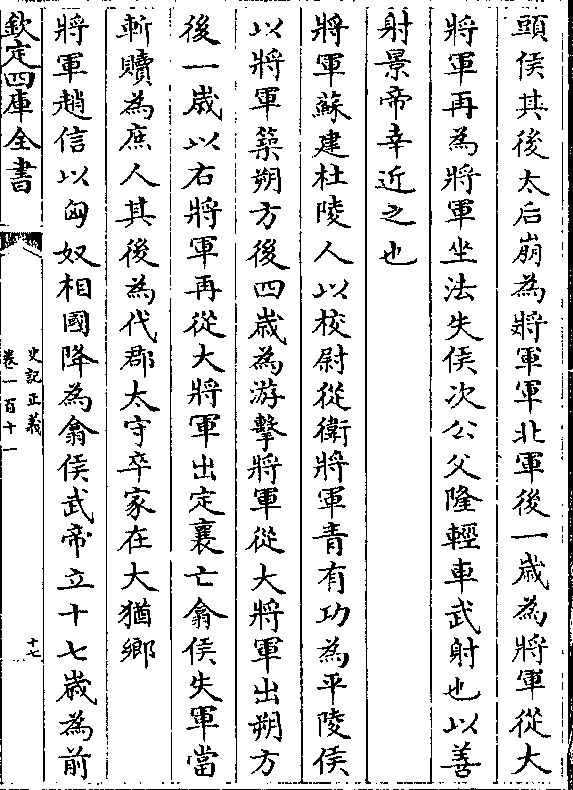 頭侯其後太后崩為將軍軍北軍後一歲為將軍從大
將軍再為將軍坐法失侯次公父隆輕車武射也以善
射景帝幸近之也
將軍蘇建杜陵人以校尉從衛將軍青有功為平陵侯
以將軍築朔方後四歲為游擊將軍從大將軍出朔方
後一歲以右將軍再從大將軍出定襄亡翕侯失軍當
斬贖為庶人其後為代郡太守卒冢在大猶鄉
將軍趙信以匈奴相國降為翕侯武帝立十七歲為前
欽定四庫全書
史記正義
卷一百十一
十七